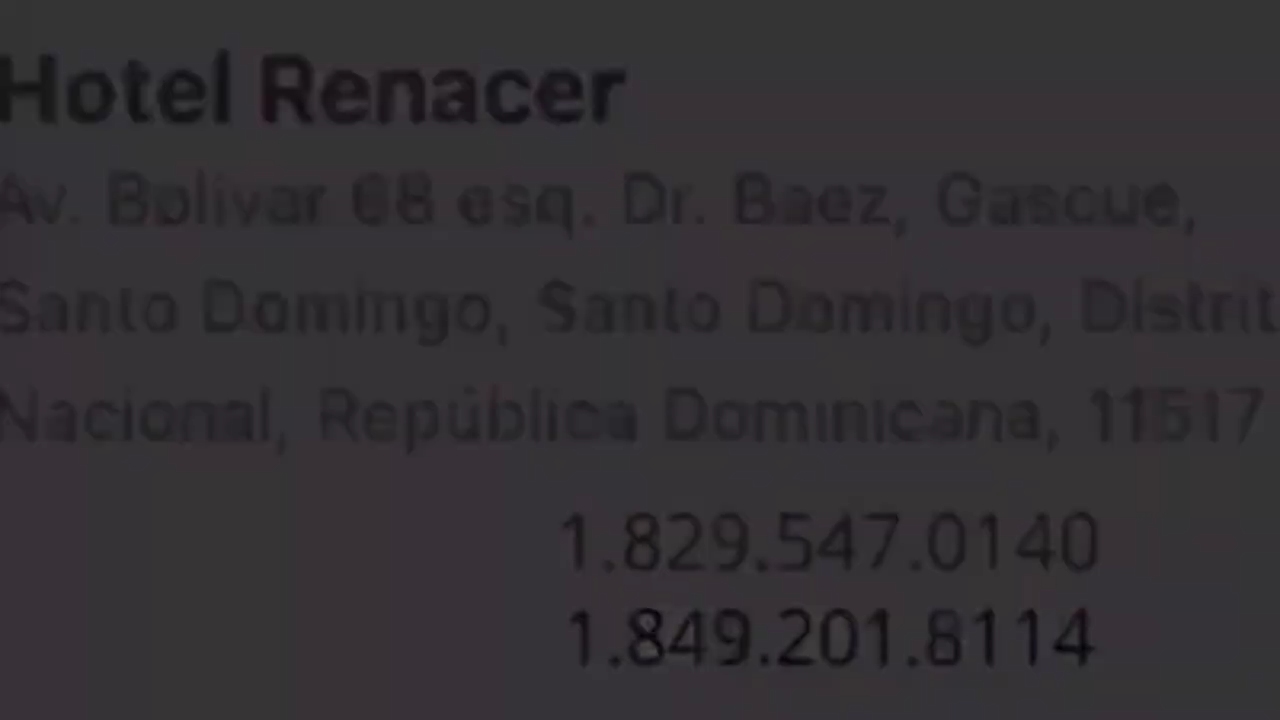 Hotel Renacer
Av. Bolivar 68 esq. Dr. Baez, Gascue,
Santo Domingo, Santo Domingo, Distrit
Nacional, República Dominicana, 11517
1.829.547.0140
1.849.201.8114